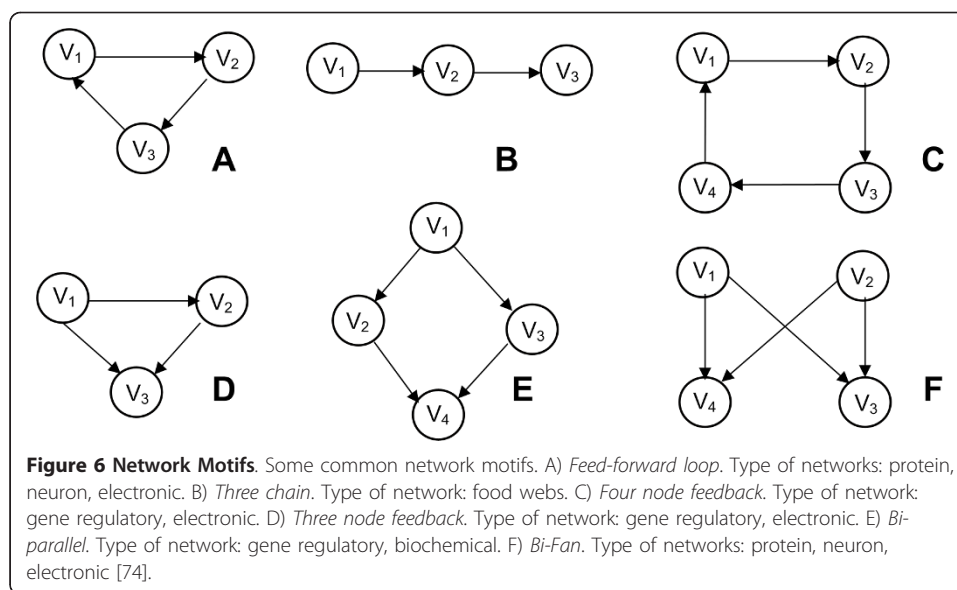 V1 V2 V3 A
V1 V2 V3 B
V1 V2 V4 V3 C
V1 V2 V3 D
V1 V2 V3 V4 E
V1 V2 V4 V3 F
Figure 6 Network Motifs. Some common network motifs. A) Feed-forward loop. Type of networks: protein,
neuron, electronic. B) Three chain. Type of network: food webs. C) Four node feedback. Type of network:
gene regulatory, electronic. D) Three node feedback. Type of network: gene regulatory, electronic. E) Bi-
parallel. Type of network: gene regulatory, biochemical. F) Bi-Fan. Type of networks: protein, neuron,
electronic [74].